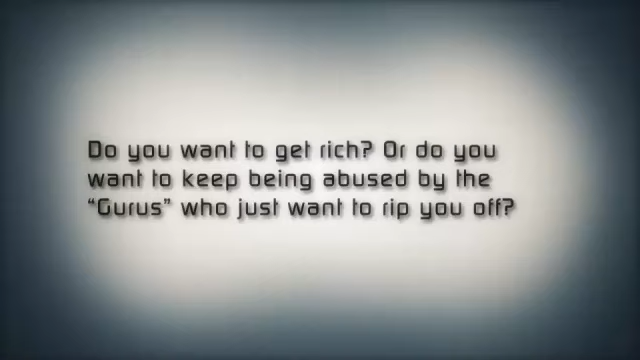 Do you want to get rich? Or do you
want to keep being abused by the
“Gurus” who just want to rip you off?